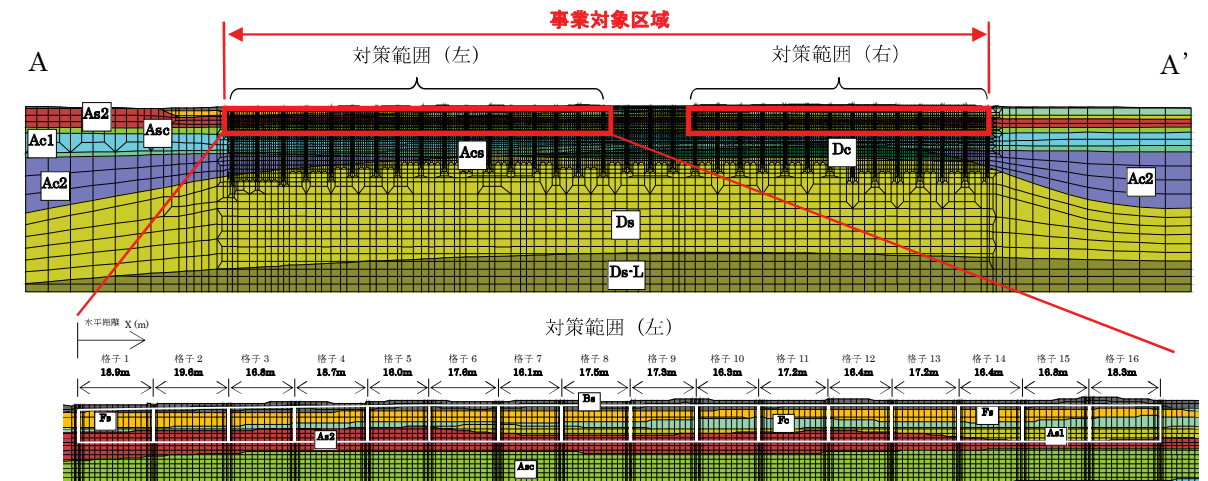 事業対象区域
対策範囲（左）
対策範囲（右）
A
A’
As2
Asc
Ac1
Acs
Dc
Ac2
Ac2
Ds
Ds-L
水平距離 X (m)
対策範囲（左）
格子 1 格子 2 格子 3 格子 4 格子 5 格子 6 格子 7 格子 8 格子 9 格子 10 格子 11 格子 12 格子 13 格子 14 格子 15 格子 16
18.9m 19.6m 16.8m 18.7m 16.0m 17.6m 16.1m 17.5m 17.3m 16.3m 17.2m 16.4m 17.2m 16.4m 16.8m 18.3m
Bs
Fs
Fc
Fs
As2
As1
Asc